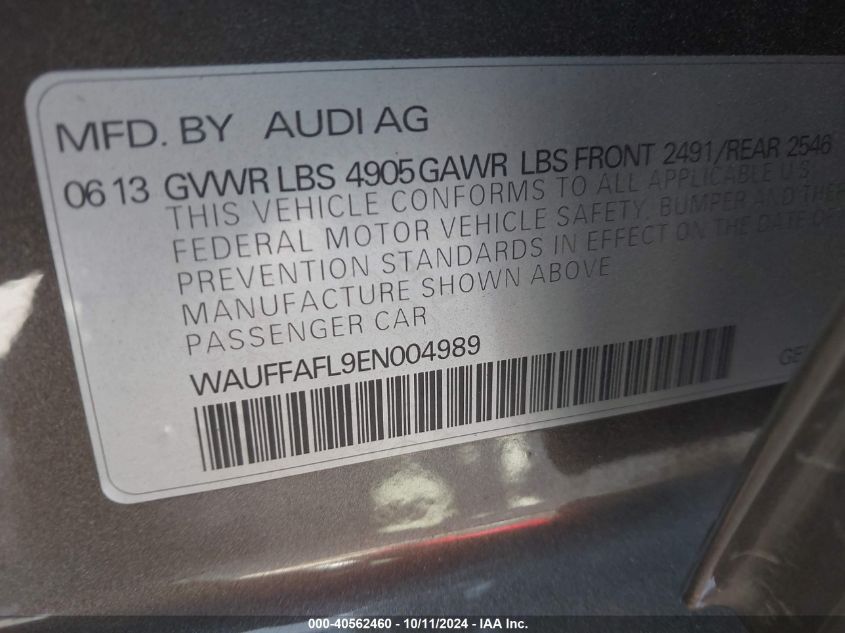 MFD. BY AUDI AG
06 13 GVWR LBS 4905 GAWR LBS FRONT 2491/REAR 2546
THIS VEHICLE CONFORMS TO ALL APPLICABLE U.S.
FEDERAL MOTOR VEHICLE SAFETY, BUMPER AND
PREVENTION STANDARDS IN EFFECT ON THE DATE OF
MANUFACTURE SHOWN ABOVE
PASSENGER CAR
WAUFFAFL9EN004989
000-40562460 - 10/11/2024 - IAA Inc.